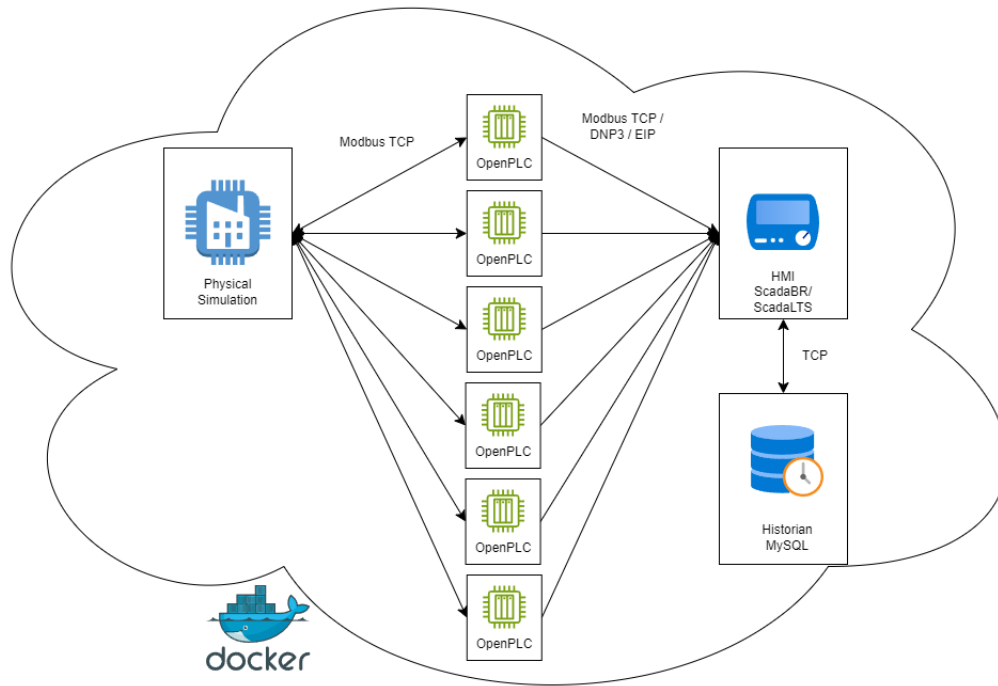 Modbus TCP
Modbus TCP /
DNP3 / EIP
OpenPLC
OpenPLC
OpenPLC
OpenPLC
OpenPLC
OpenPLC
Physical
Simulation
HMI
ScadaBR/
ScadaLTS
TCP
Historian
MySQL
docker